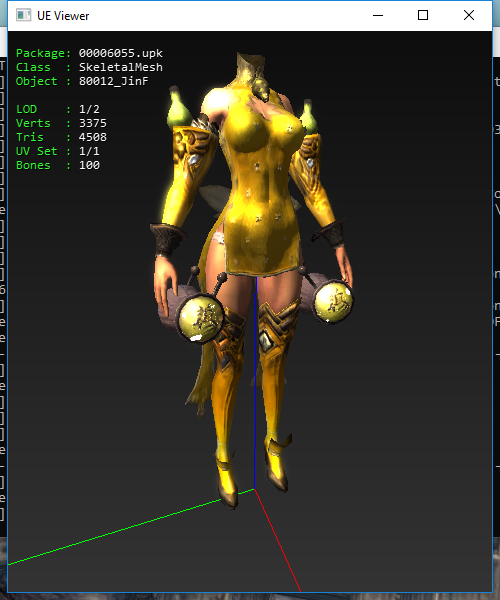 UE Viewer
Package: 00006055.upk
Class : SkeletalMesh
Object : 80012_JinF
LOD : 1/2
Verts : 3375
Tris : 4508
UV Set : 1/1
Bones : 100